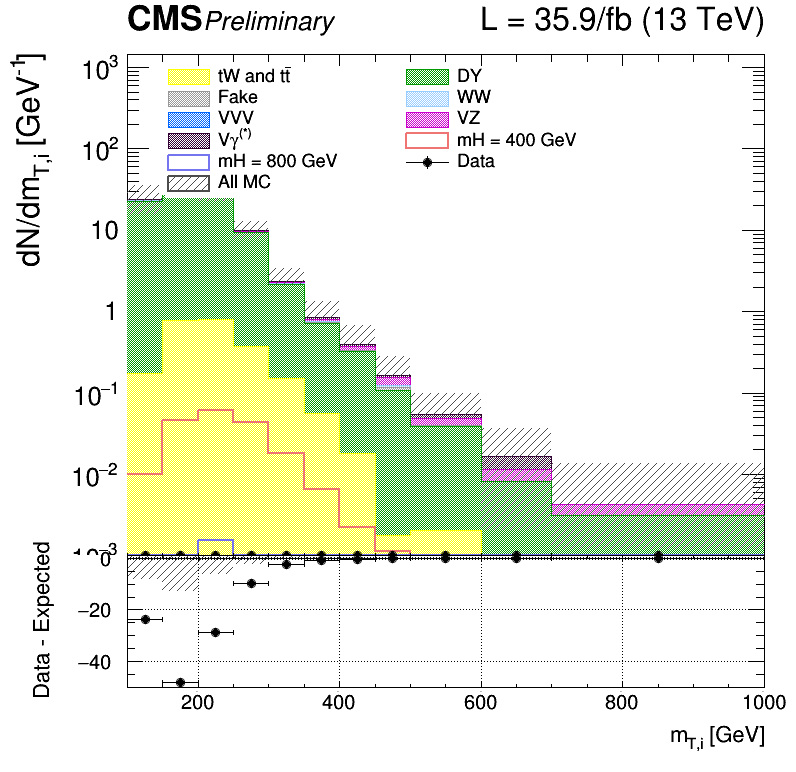 CMS Preliminary L = 35.9/fb (13 TeV)
dN/dm_{T,i} [GeV⁻¹]
10³
10²
10
1
10⁻¹
10⁻²
10⁻³
tW and tt̄
DY
Fake
WW
VVV
VZ
Vγ⁽*⁾
mH = 400 GeV
mH = 800 GeV
Data
All MC
Data - Expected
0
−20
−40
200 400 600 800 1000
m_{T,i} [GeV]